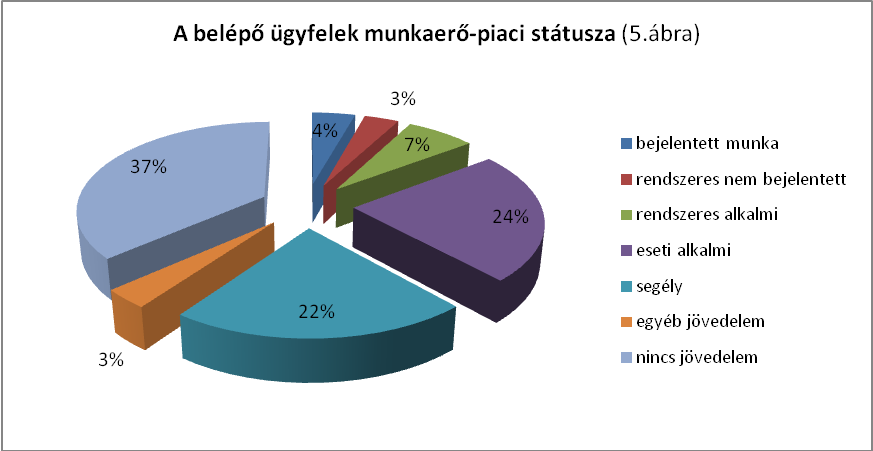 A belépő ügyfelek munkaerő-piaci státusza (5.ábra)
4%
3%
7%
24%
22%
3%
37%
bejelentett munka
rendszeres nem bejelentett
rendszeres alkalmi
eseti alkalmi
segély
egyéb jövedelem
nincs jövedelem